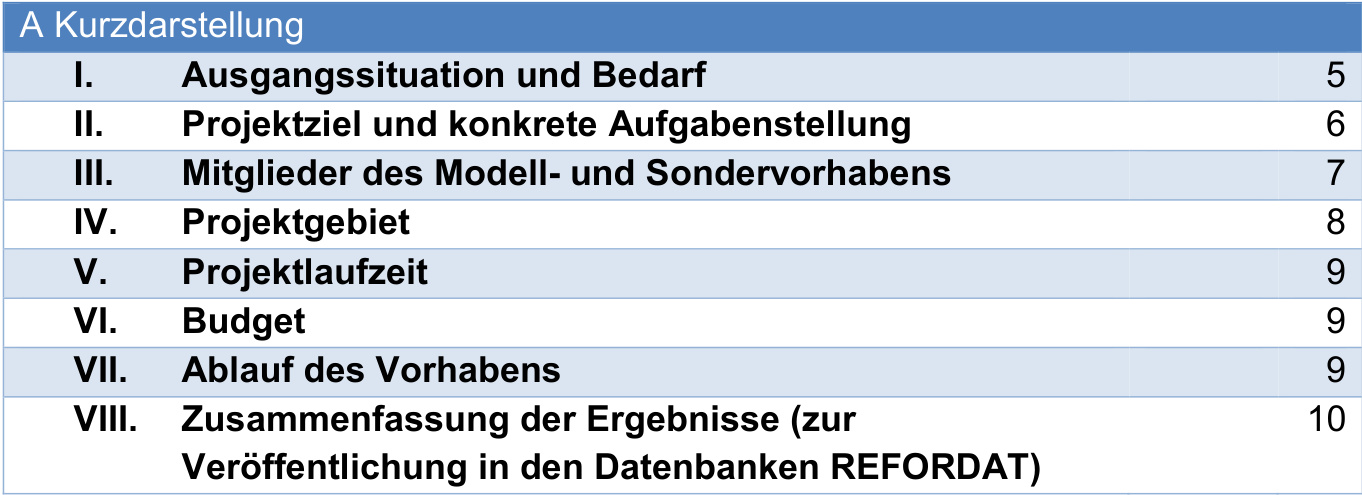 A Kurzdarstellung
I. Ausgangssituation und Bedarf 5
II. Projektziel und konkrete Aufgabenstellung 6
III. Mitglieder des Modell- und Sondervorhabens 7
IV. Projektgebiet 8
V. Projektlaufzeit 9
VI. Budget 9
VII. Ablauf des Vorhabens 9
VIII. Zusammenfassung der Ergebnisse (zur 10
Veröffentlichung in den Datenbanken REFORDAT)